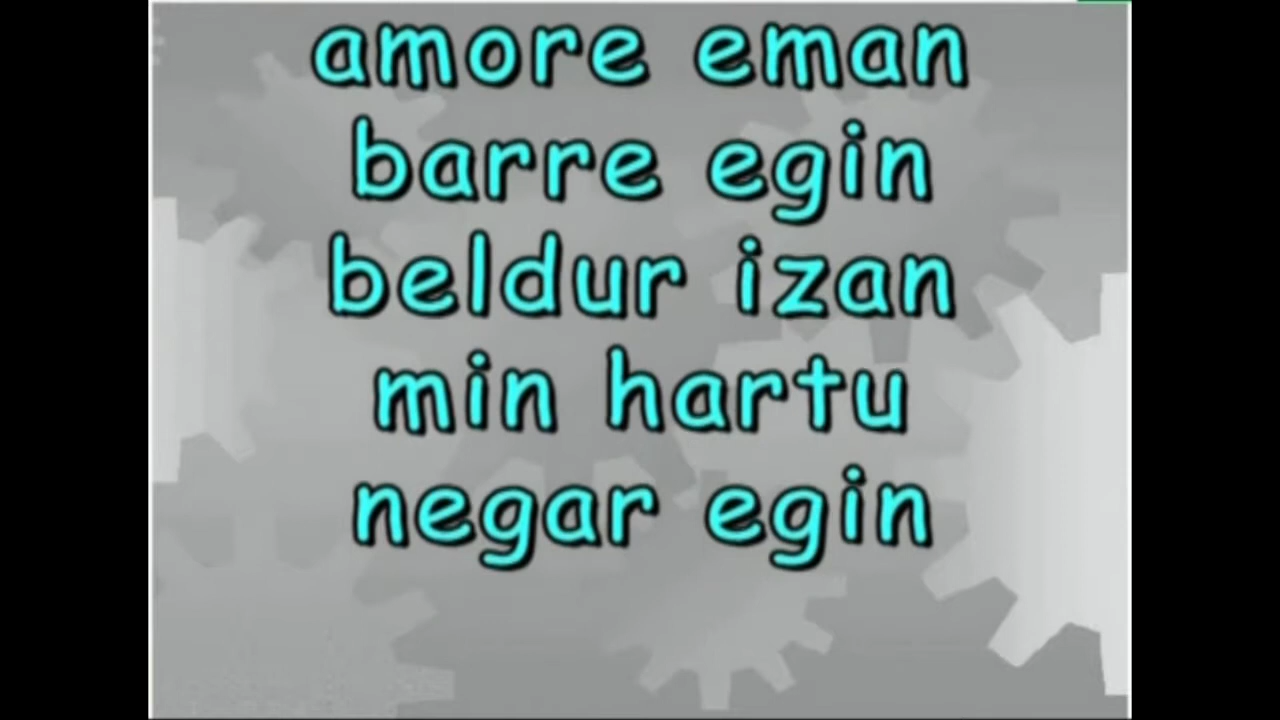 amore eman
barre egin
beldur izan
min hartu
negar egin